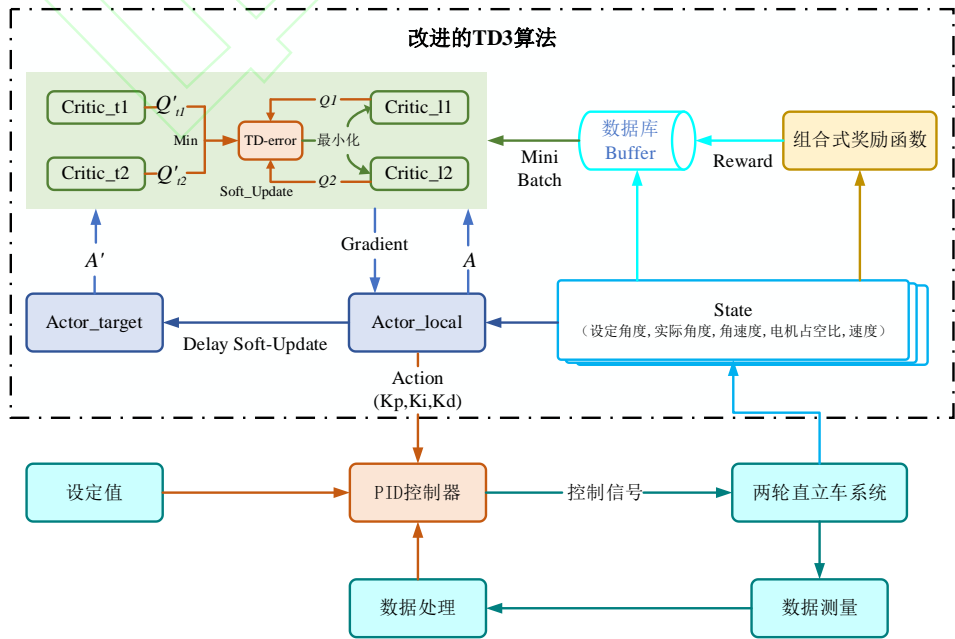 改进的TD3算法
Critic_t1
Q't1
Q1
Critic_l1
Min
TD-error
最小化
Critic_t2
Q't2
Q2
Critic_l2
Soft_Update
Mini
Batch
数据库
Buffer
Reward
组合式奖励函数
A'
Gradient
A
Actor_target
Delay Soft-Update
Actor_local
State
(设定角度,实际角度,角速度,电机占空比,速度)
Action
(Kp,Ki,Kd)
设定值
PID控制器
控制信号
两轮直立车系统
数据处理
数据测量